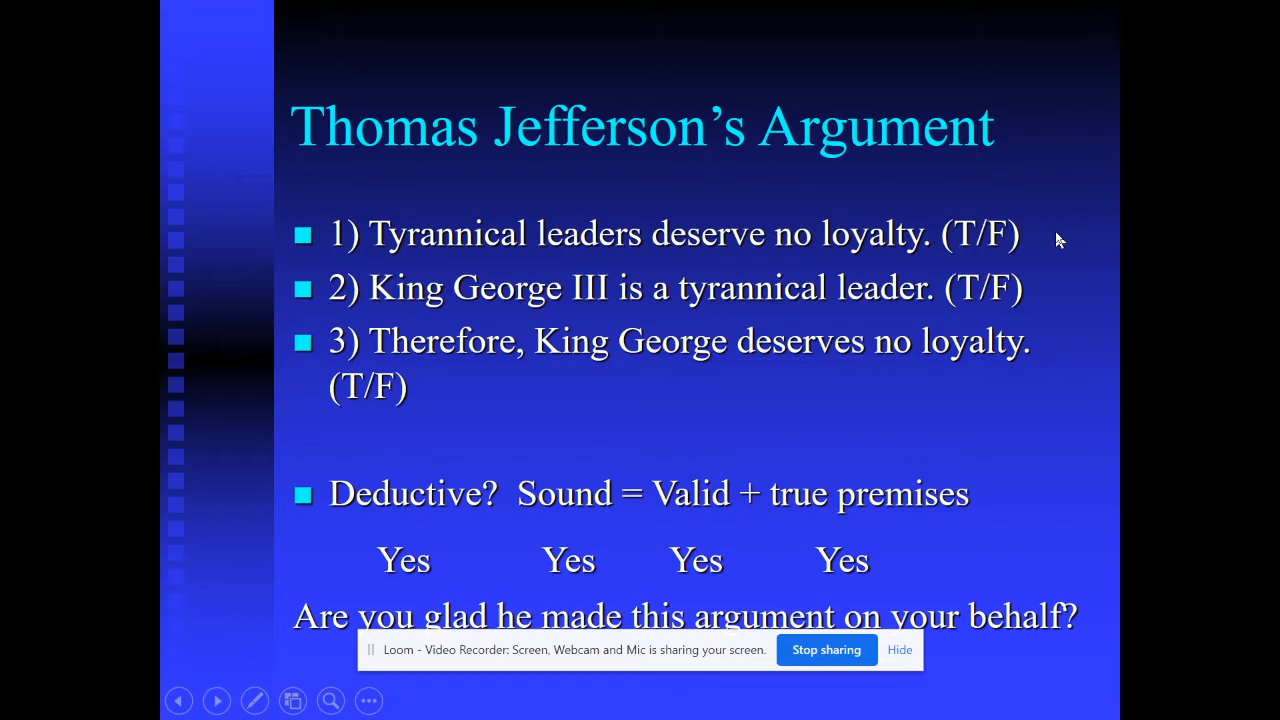 Thomas Jefferson’s Argument
1) Tyrannical leaders deserve no loyalty. (T/F)
2) King George III is a tyrannical leader. (T/F)
3) Therefore, King George deserves no loyalty.
(T/F)
Deductive? Sound = Valid + true premises
Yes Yes Yes Yes
Are you glad he made this argument on your behalf?
Loom - Video Recorder: Screen, Webcam and Mic is sharing your screen. Stop sharing Hide